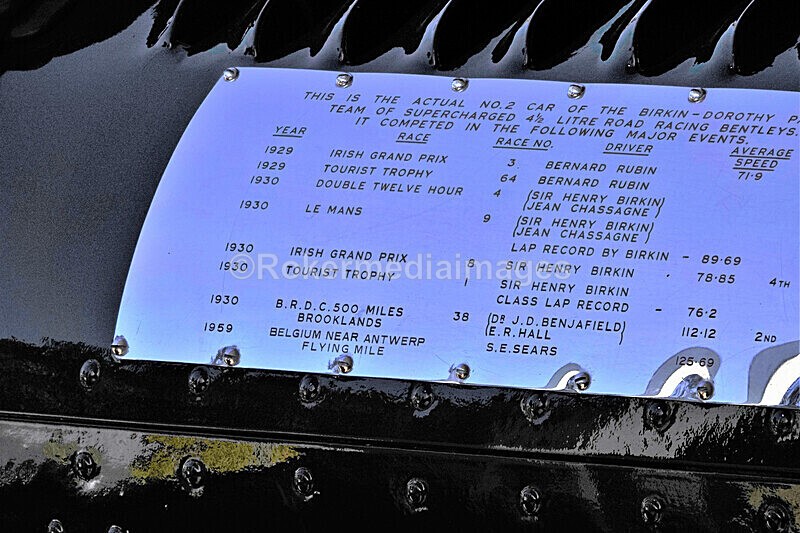 THIS IS THE ACTUAL NO.2 CAR OF THE BIRKIN-DOROTHY
TEAM OF SUPERCHARGED 4½ LITRE ROAD RACING BENTLEYS.
IT COMPETED IN THE FOLLOWING MAJOR EVENTS.
YEAR RACE RACE NO. DRIVER AVERAGE SPEED
1929 IRISH GRAND PRIX 3 BERNARD RUBIN 71·9
1929 TOURIST TROPHY 64 BERNARD RUBIN
1930 DOUBLE TWELVE HOUR 4 (SIR HENRY BIRKIN)
(JEAN CHASSAGNE)
1930 LE MANS 9 (SIR HENRY BIRKIN)
(JEAN CHASSAGNE)
LAP RECORD BY BIRKIN - 89·69
1930 IRISH GRAND PRIX 8 SIR HENRY BIRKIN · 78·85 4TH
1930 TOURIST TROPHY 1 SIR HENRY BIRKIN
CLASS LAP RECORD - 76·2
1930 B.R.D.C. 500 MILES 38 (DR J.D. BENJAFIELD) 112·12 2ND
BROOKLANDS (E.R. HALL)
1959 BELGIUM NEAR ANTWERP S.E. SEARS 125·69
FLYING MILE
©Rokermediaimages